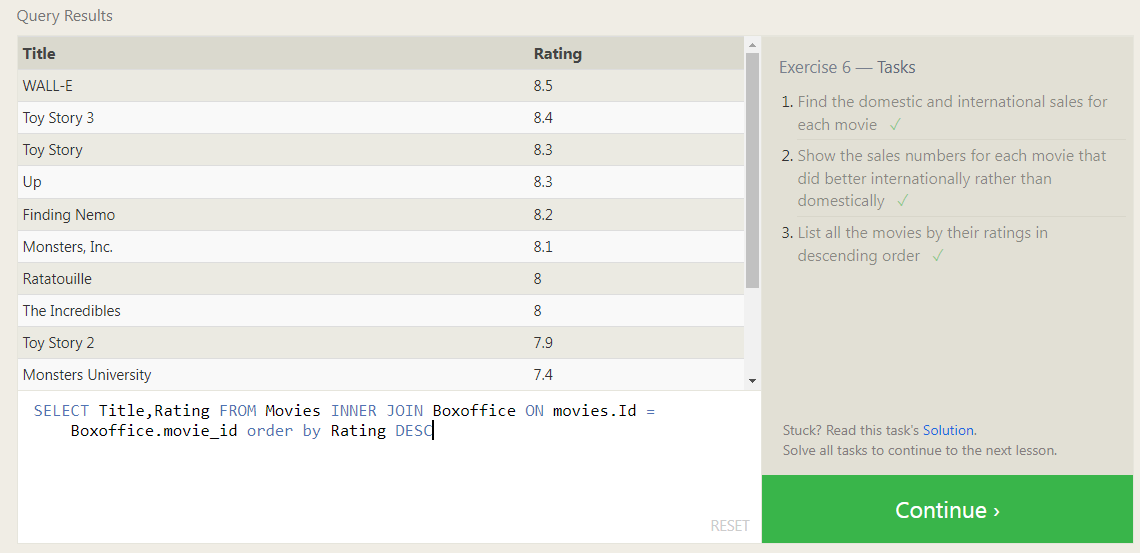 Query Results
Title Rating
WALL-E 8.5
Toy Story 3 8.4
Toy Story 8.3
Up 8.3
Finding Nemo 8.2
Monsters, Inc. 8.1
Ratatouille 8
The Incredibles 8
Toy Story 2 7.9
Monsters University 7.4
SELECT Title,Rating FROM Movies INNER JOIN Boxoffice ON movies.Id =
Boxoffice.movie_id order by Rating DESC
RESET
Exercise 6 — Tasks
1. Find the domestic and international sales for
each movie ✓
2. Show the sales numbers for each movie that
did better internationally rather than
domestically ✓
3. List all the movies by their ratings in
descending order ✓
Stuck? Read this task's Solution.
Solve all tasks to continue to the next lesson.
Continue ›